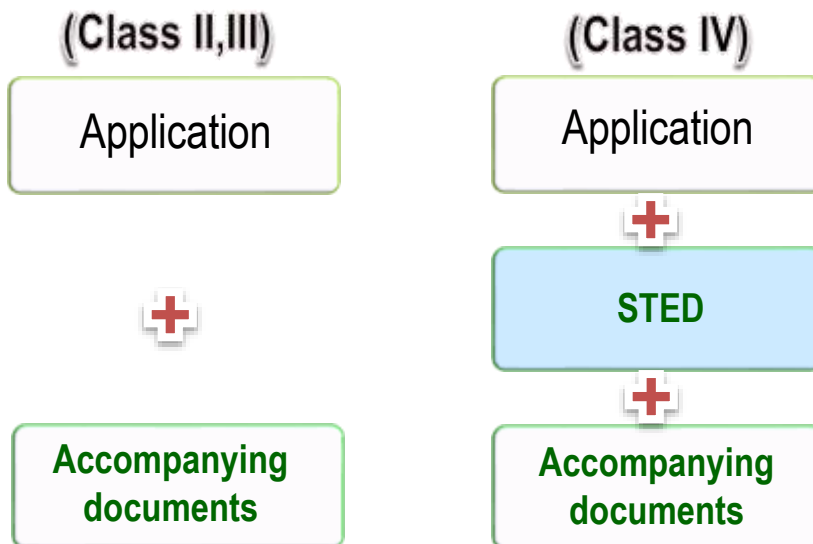 (Class II,III)
Application
Accompanying
documents
(Class IV)
Application
STED
Accompanying
documents